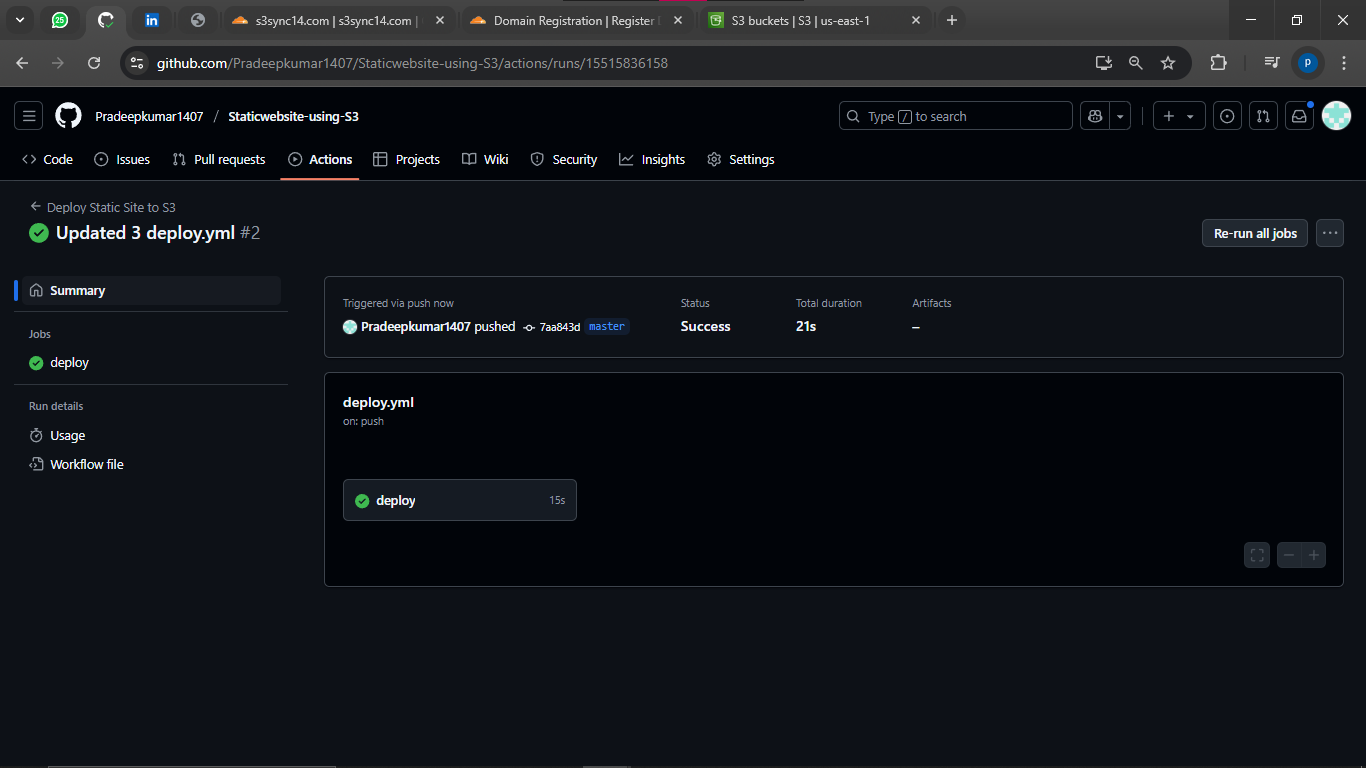 25
in
s3sync14.com | s3sync14.com |
Domain Registration | Register
S3 buckets | S3 | us-east-1
github.com/Pradeepkumar1407/Staticwebsite-using-S3/actions/runs/15515836158
p
Pradeepkumar1407 / Staticwebsite-using-S3
Type / to search
Code
Issues
Pull requests
Actions
Projects
Wiki
Security
Insights
Settings
Deploy Static Site to S3
Updated 3 deploy.yml #2
Re-run all jobs
Summary
Jobs
deploy
Run details
Usage
Workflow file
Triggered via push now
Pradeepkumar1407 pushed 7aa843d master
Status
Success
Total duration
21s
Artifacts
–
deploy.yml
on: push
deploy 15s